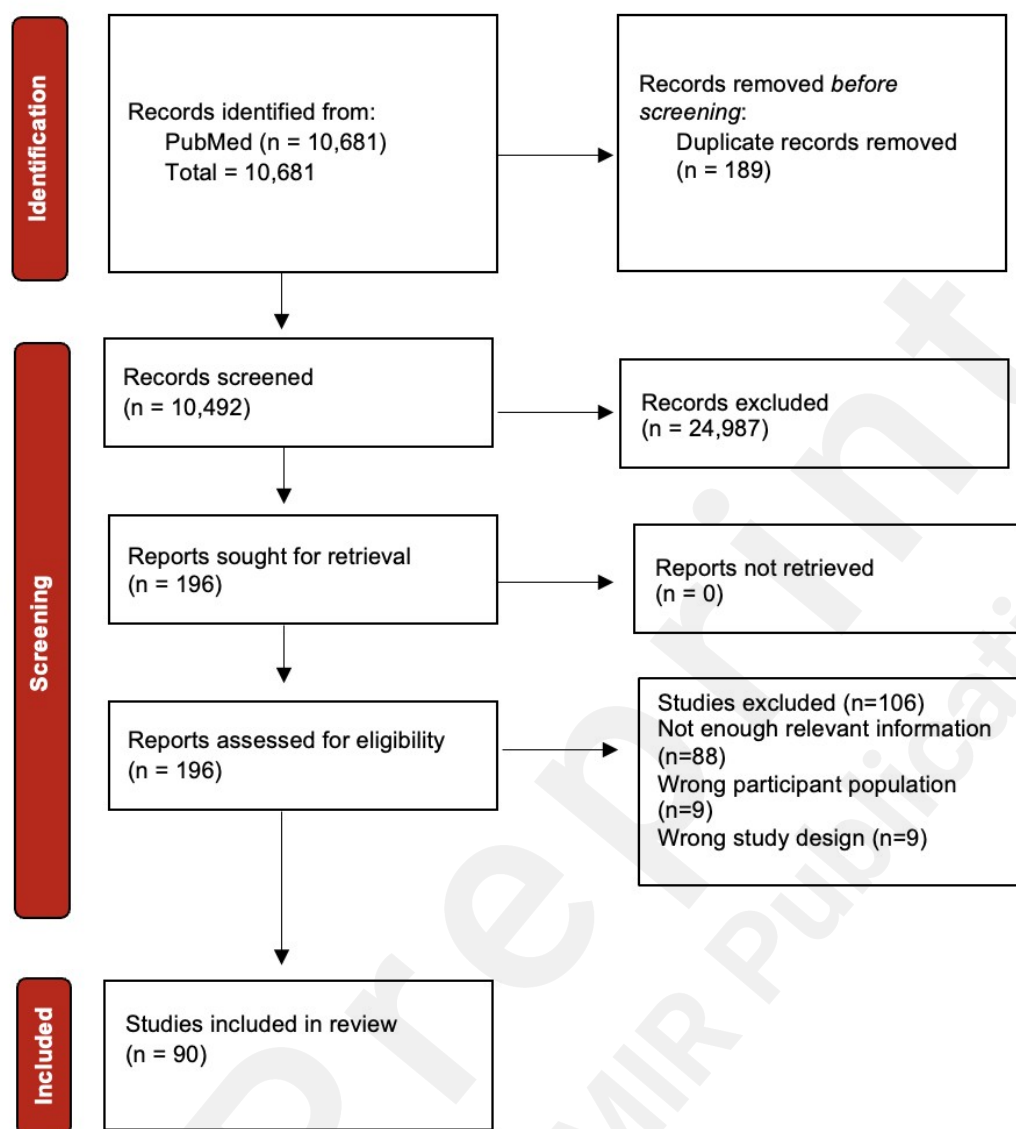 Identification
Records identified from:
PubMed (n = 10,681)
Total = 10,681
Records removed before
screening:
Duplicate records removed
(n = 189)
Screening
Records screened
(n = 10,492)
Records excluded
(n = 24,987)
Reports sought for retrieval
(n = 196)
Reports not retrieved
(n = 0)
Reports assessed for eligibility
(n = 196)
Studies excluded (n=106)
Not enough relevant information
(n=88)
Wrong participant population
(n=9)
Wrong study design (n=9)
Included
Studies included in review
(n = 90)
Preprint